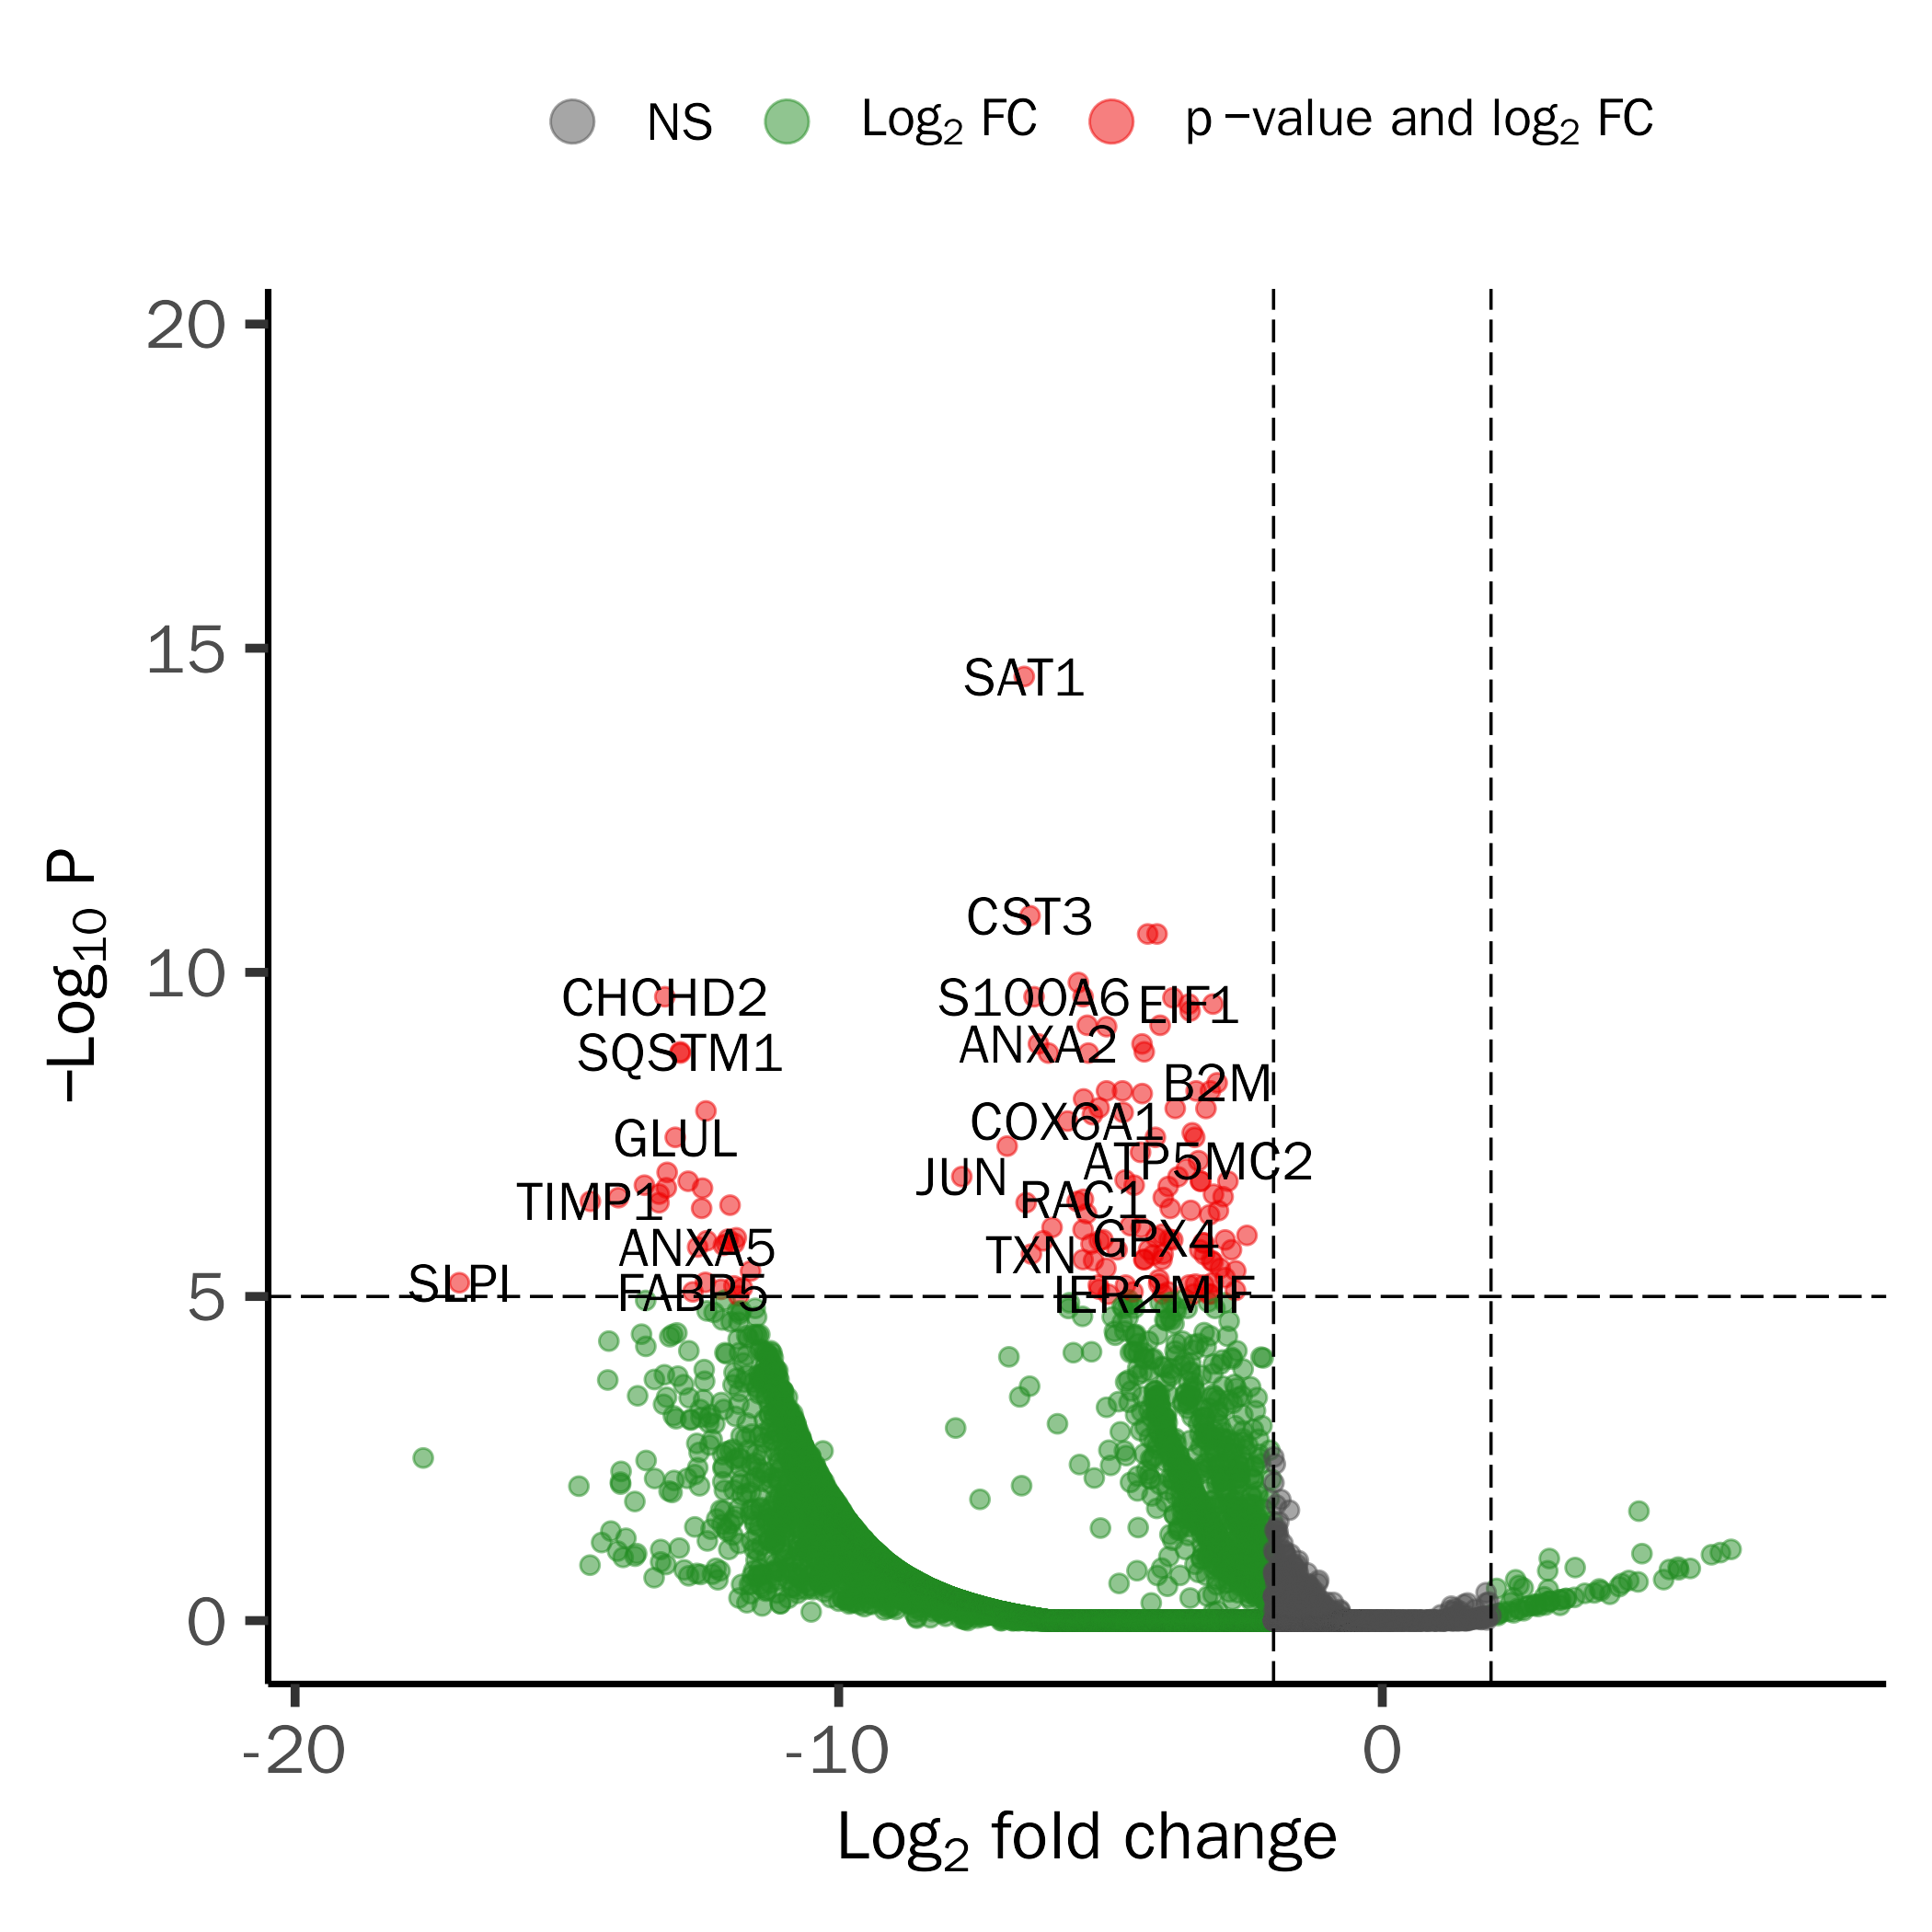 NS Log2 FC p −value and log2 FC
20
15
10
5
0
−Log10 P
SAT1
CST3
CHCHD2 S100A6 EIF1
SQSTM1 ANXA2
B2M
GLUL COX6A1
JUN ATP5MC2
TIMP1 RAC1
ANXA5 TXN GPX4
SLPI FABP5 IER2 MIF
-20 -10 0
Log2 fold change